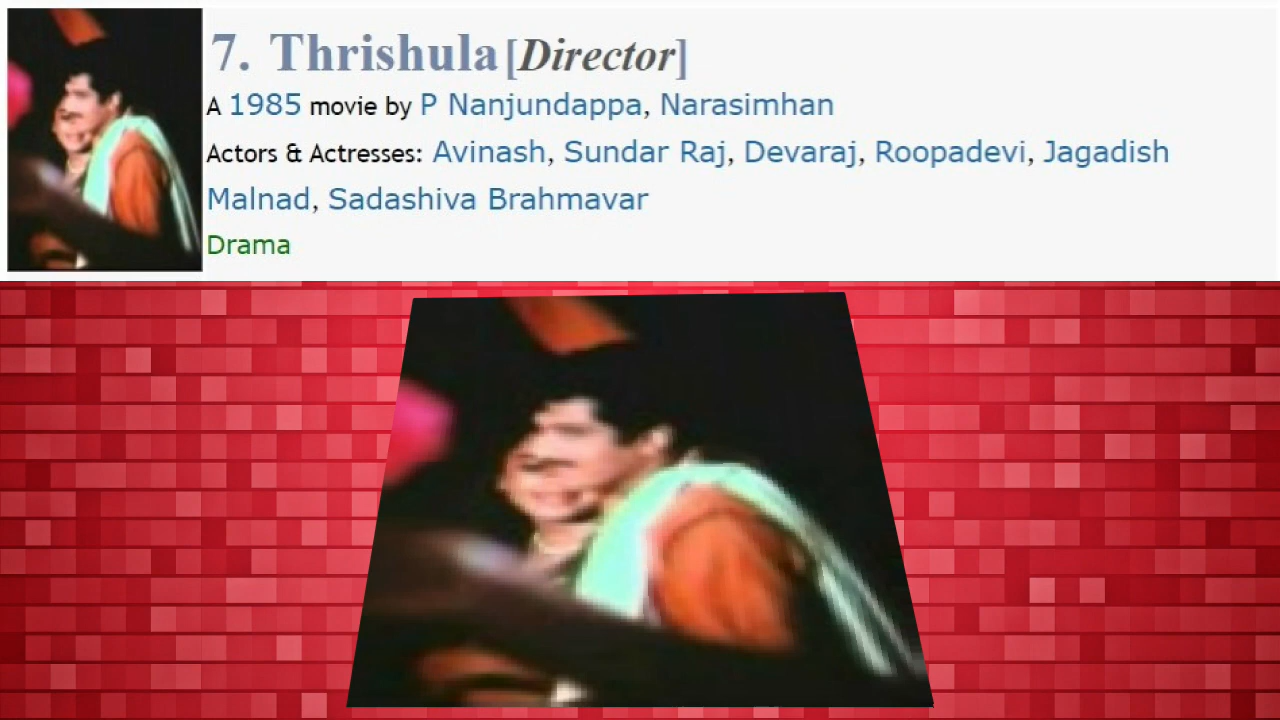 7. Thrishula [Director]
A 1985 movie by P Nanjundappa, Narasimhan
Actors & Actresses: Avinash, Sundar Raj, Devaraj, Roopadevi, Jagadish
Malnad, Sadashiva Brahmavar
Drama